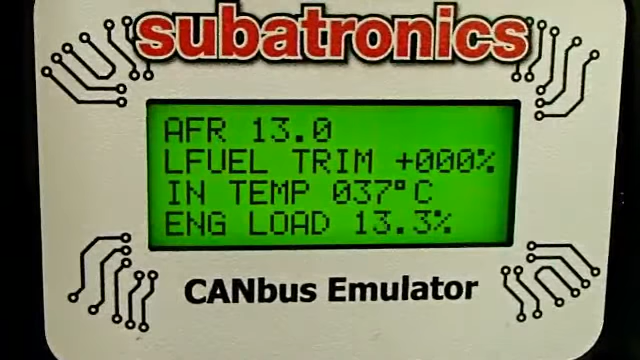 subatronics
AFR 13.0
LFUEL TRIM +000%
IN TEMP 037°C
ENG LOAD 13.3%
CANbus Emulator